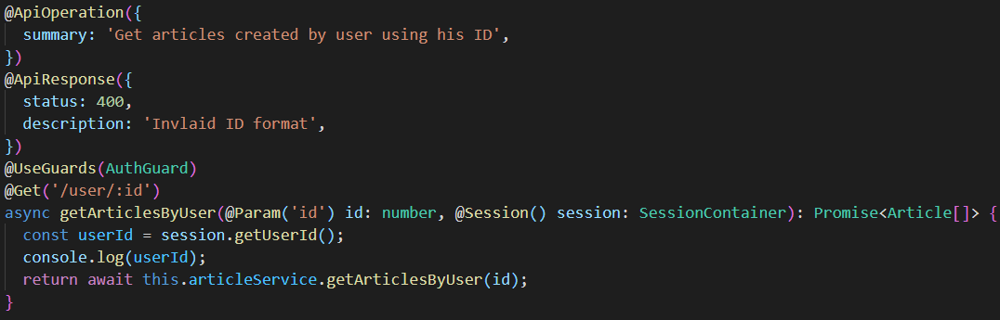 @ApiOperation({
  summary: 'Get articles created by user using his ID',
})
@ApiResponse({
  status: 400,
  description: 'Invlaid ID format',
})
@UseGuards(AuthGuard)
@Get('/user/:id')
async getArticlesByUser(@Param('id') id: number, @Session() session: SessionContainer): Promise<Article[]> {
  const userId = session.getUserId();
  console.log(userId);
  return await this.articleService.getArticlesByUser(id);
}